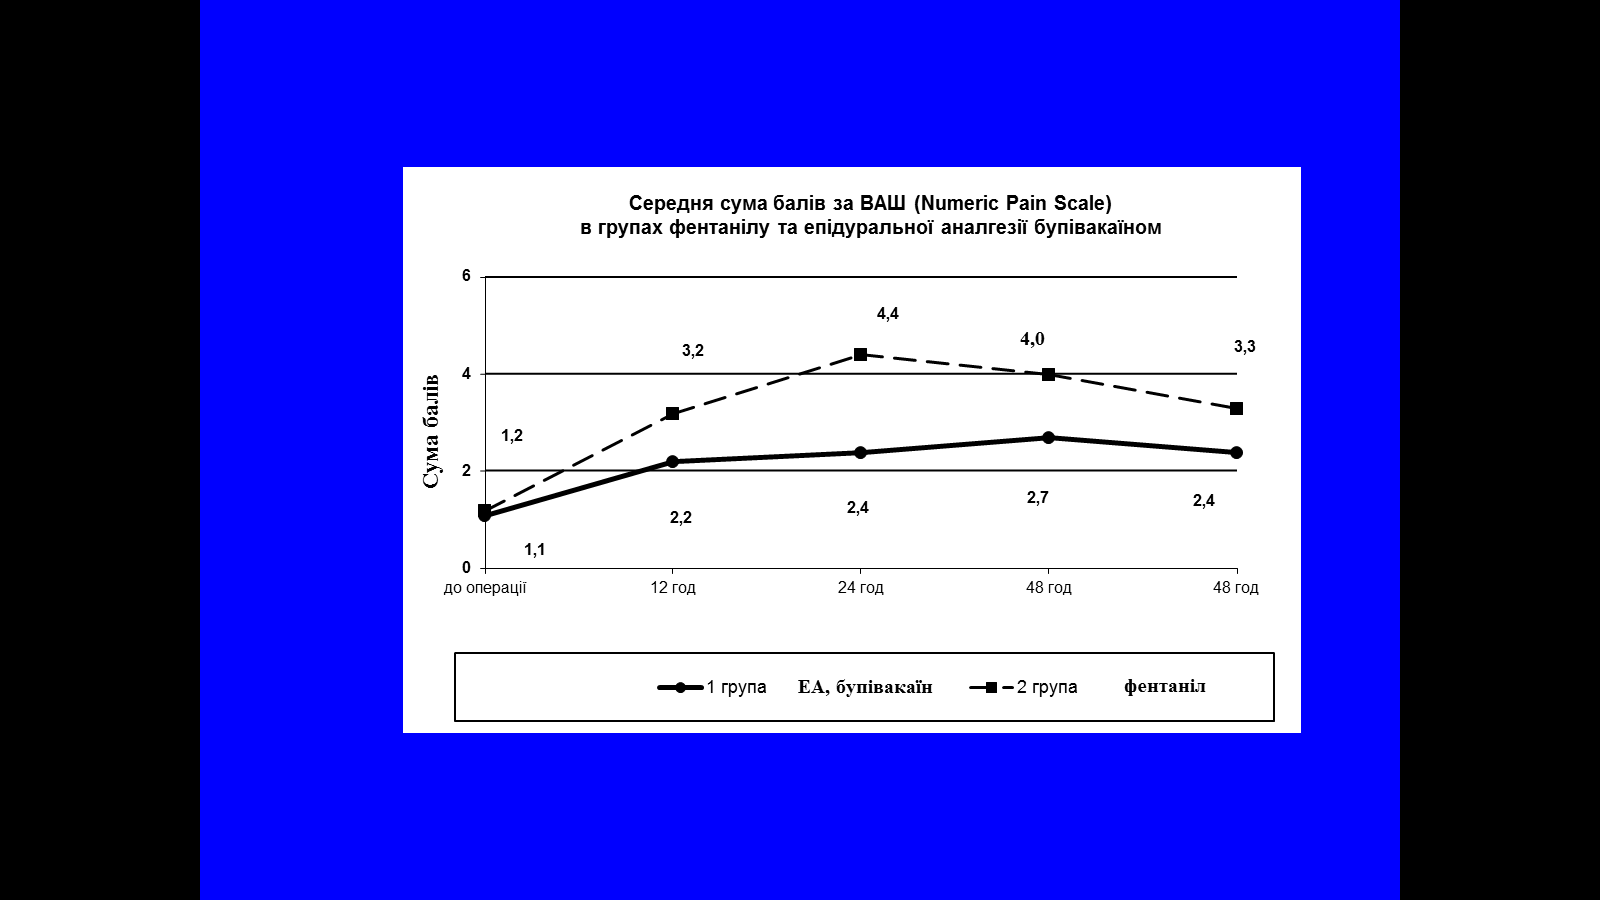 Середня сума балів за ВАШ (Numeric Pain Scale)
в групах фентанілу та епідуральної аналгезії бупівакаїном
6
4
2
0
Сума балів
1,2
3,2
4,4
4,0
3,3
1,1
2,2
2,4
2,7
2,4
до операції 12 год 24 год 48 год 48 год
1 група ЕА, бупівакаїн 2 група фентаніл